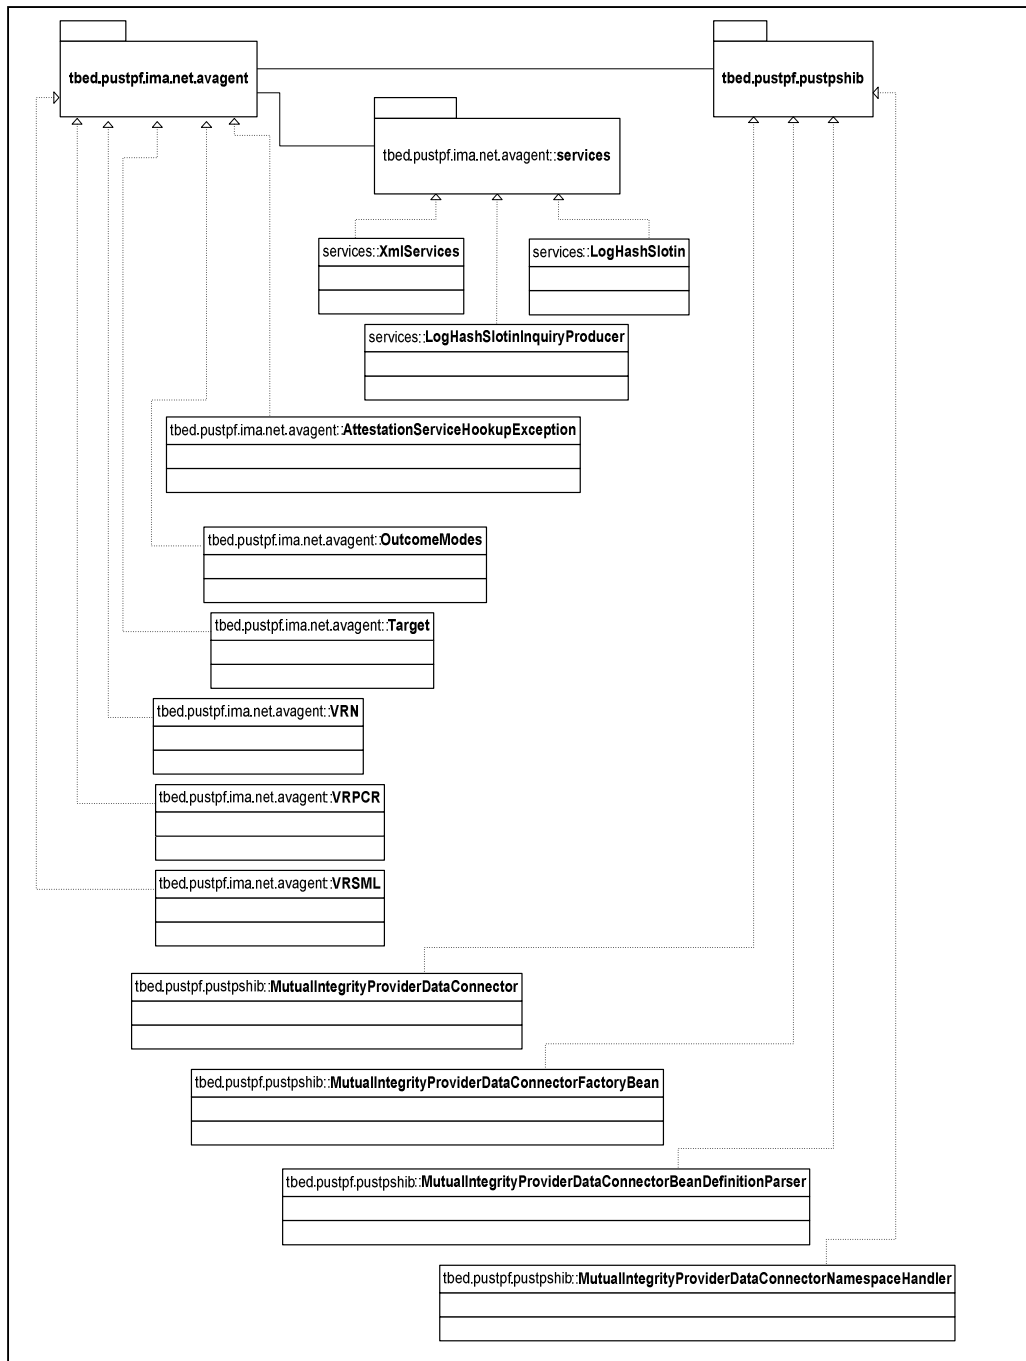 tbed.pustpf.ima.net.avagent
tbed.pustpf.pustpshib
tbed.pustpf.ima.net.avagent::services
services::XmlServices
services::LogHashSlotin
services::LogHashSlotinInquiryProducer
tbed.pustpf.ima.net.avagent::AttestationServiceHookupException
tbed.pustpf.ima.net.avagent::OutcomeModes
tbed.pustpf.ima.net.avagent::Target
tbed.pustpf.ima.net.avagent::VRN
tbed.pustpf.ima.net.avagent::VRPCR
tbed.pustpf.ima.net.avagent::VRSML
tbed.pustpf.pustpshib::MutualIntegrityProviderDataConnector
tbed.pustpf.pustpshib::MutualIntegrityProviderDataConnectorFactoryBean
tbed.pustpf.pustpshib::MutualIntegrityProviderDataConnectorBeanDefinitionParser
tbed.pustpf.pustpshib::MutualIntegrityProviderDataConnectorNamespaceHandler